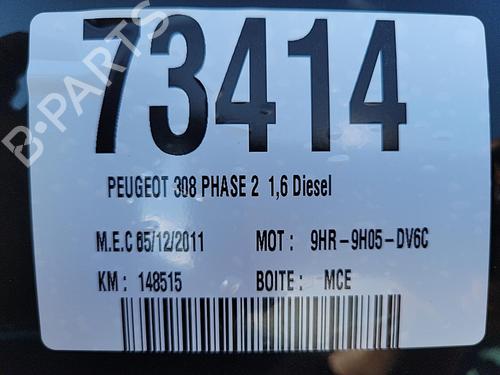 73414
B-PARTS
PEUGEOT 308 PHASE 2 1,6 Diesel
M.E.C 05/12/2011 MOT : 9HR-9H05-DV6C
KM : 148515 BOITE : MCE